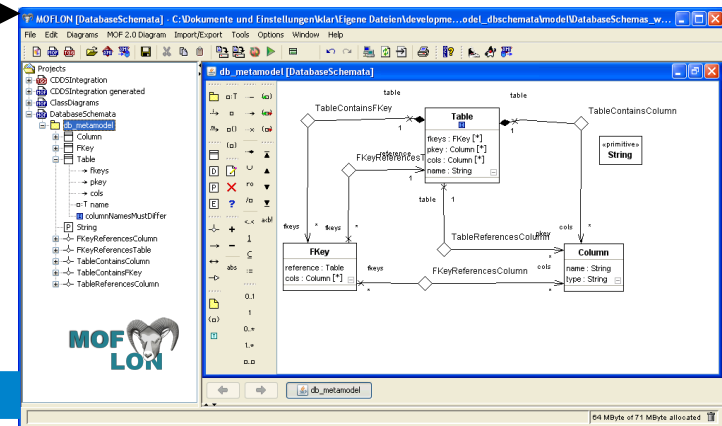 MOFLON [DatabaseSchemata] - C:\Dokumente und Einstellungen\klar\Eigene Dateien\developme...odel_dbschemata\model\DatabaseSchemas_w...
File Edit Diagrams MOF 2.0 Diagram Import/Export Tools Options Window Help
Projects
CDDSIntegration
CDDSIntegration generated
ClassDiagrams
DatabaseSchemata
db_metamodel
Column
FKey
Table
fkeys
pkey
cols
name
columnNamesMustDiffer
String
FKeyReferencesColumn
FKeyReferencesTable
TableContainsColumn
TableContainsFKey
TableReferencesColumn
MOF
LON
db_metamodel [DatabaseSchemata]
abs
0..1
1
0..*
1..*
table
table
TableContainsFKey
TableContainsColumn
1
1
Table
fkeys : FKey [*]
pkey : Column [*]
cols : Column [*]
name : String
«primitive»
String
reference
1
table
1
fkeys
*
fkeys
*
TableReferencesColumn
pkey
cols
*
FKey
reference : Table
cols : Column [*]
fkeys
*
FKeyReferencesColumn
cols
*
*
Column
name : String
type : String
db_metamodel
64 MByte of 71 MByte allocated